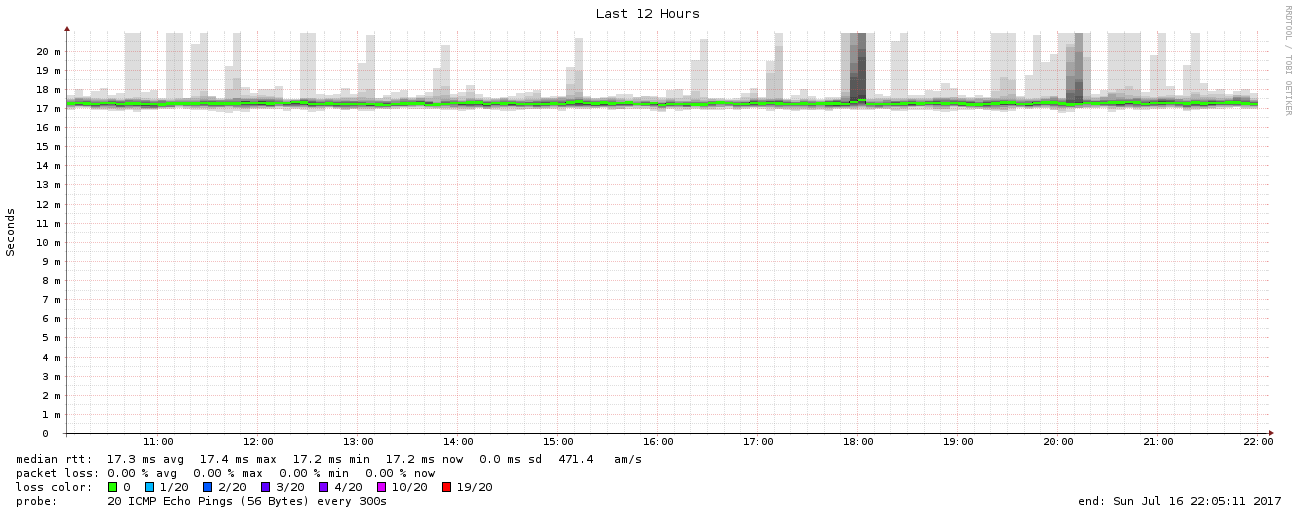 Last 12 Hours
RRDTOOL / TOBI OETIKER
Seconds
20 m
19 m
18 m
17 m
16 m
15 m
14 m
13 m
12 m
11 m
10 m
9 m
8 m
7 m
6 m
5 m
4 m
3 m
2 m
1 m
0
11:00 12:00 13:00 14:00 15:00 16:00 17:00 18:00 19:00 20:00 21:00 22:00
median rtt: 17.3 ms avg 17.4 ms max 17.2 ms min 17.2 ms now 0.0 ms sd 471.4 am/s
packet loss: 0.00 % avg 0.00 % max 0.00 % min 0.00 % now
loss color: 0 1/20 2/20 3/20 4/20 10/20 19/20
probe: 20 ICMP Echo Pings (56 Bytes) every 300s end: Sun Jul 16 22:05:11 2017